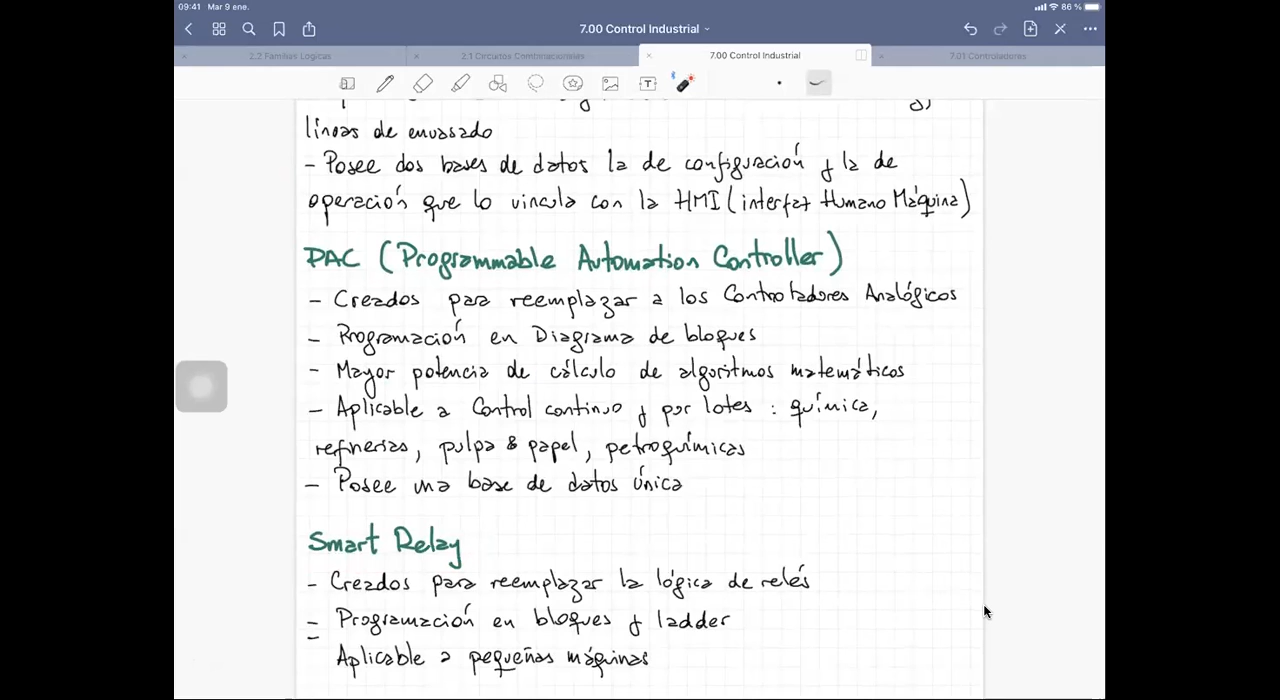 09:41 Mar 9 ene.
86 %
7.00 Control Industrial
2.2 Familias Logicas
2.1 Circuitos Combinacionales
7.00 Control Industrial
7.01 Controladores
líneas de envasado
- Posee dos bases de datos la de configuración y la de
operación que lo vincula con la HMI (interfaz Humano Máquina)
PAC (Programmable Automation Controller)
- Creados para reemplazar a los Controladores Analógicos
- Programación en Diagrama de bloques
- Mayor potencia de cálculo de algoritmos matemáticos
- Aplicable a Control continuo y por lotes : química,
refinerias, pulpa & papel, petroquímicas
- Posee una base de datos única
Smart Relay
- Creados para reemplazar la lógica de relés
- Programación en bloques y ladder
- Aplicable a pequeñas máquinas